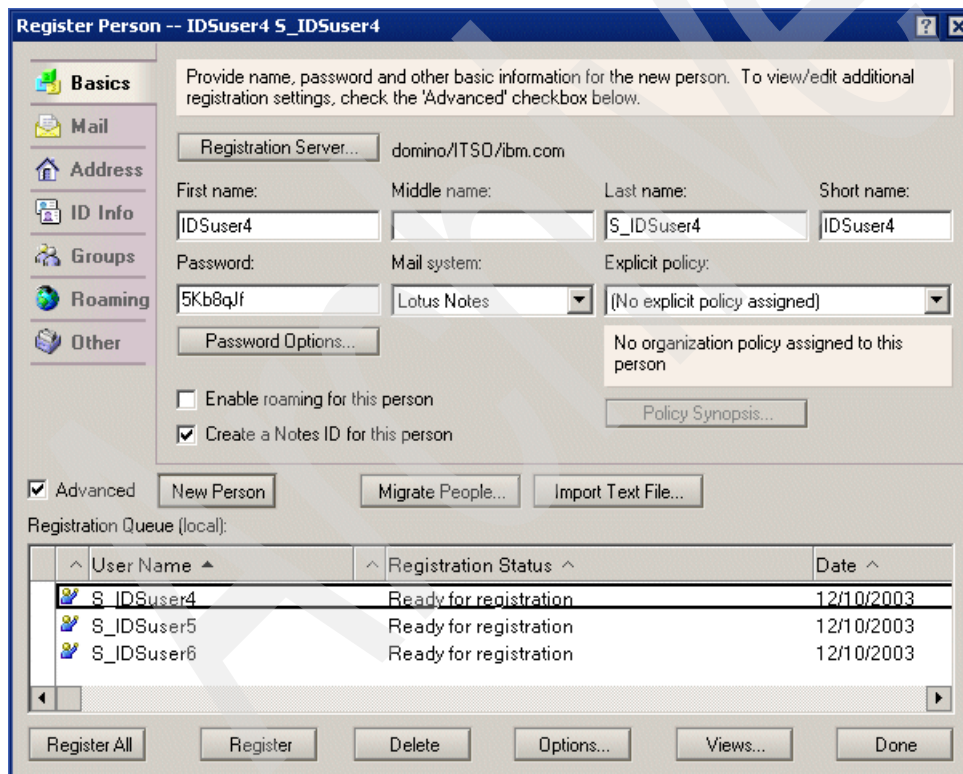 Register Person -- IDSuser4 S_IDSuser4
Basics
Mail
Address
ID Info
Groups
Roaming
Other
Provide name, password and other basic information for the new person. To view/edit additional
registration settings, check the 'Advanced' checkbox below.
Registration Server... domino/ITSO/ibm.com
First name: Middle name: Last name: Short name:
IDSuser4 S_IDSuser4 IDSuser4
Password: Mail system: Explicit policy:
5Kb8qJf Lotus Notes (No explicit policy assigned)
Password Options...
No organization policy assigned to this
person
Enable roaming for this person
Policy Synopsis...
Create a Notes ID for this person
Advanced New Person Migrate People... Import Text File...
Registration Queue (local):
User Name Registration Status Date
S_IDSuser4 Ready for registration 12/10/2003
S_IDSuser5 Ready for registration 12/10/2003
S_IDSuser6 Ready for registration 12/10/2003
Register All Register Delete Options... Views... Done